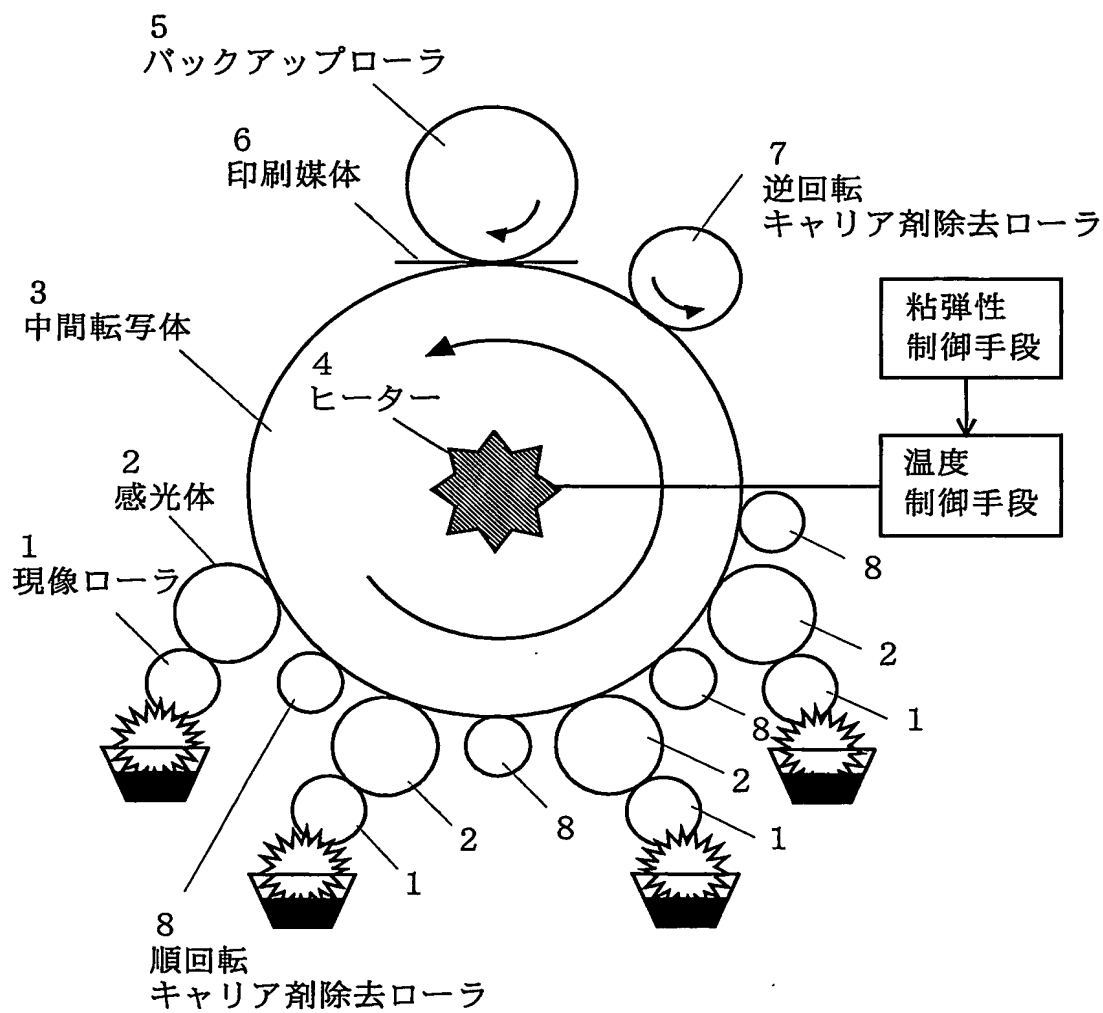 5
バックアップローラ
6
印刷媒体
7
逆回転
キャリア剤除去ローラ
3
中間転写体
粘弾性
制御手段
4
ヒーター
温度
制御手段
2
感光体
1
現像ローラ
8
2
1
8
2
1
8
2
1
8
順回転
キャリア剤除去ローラ